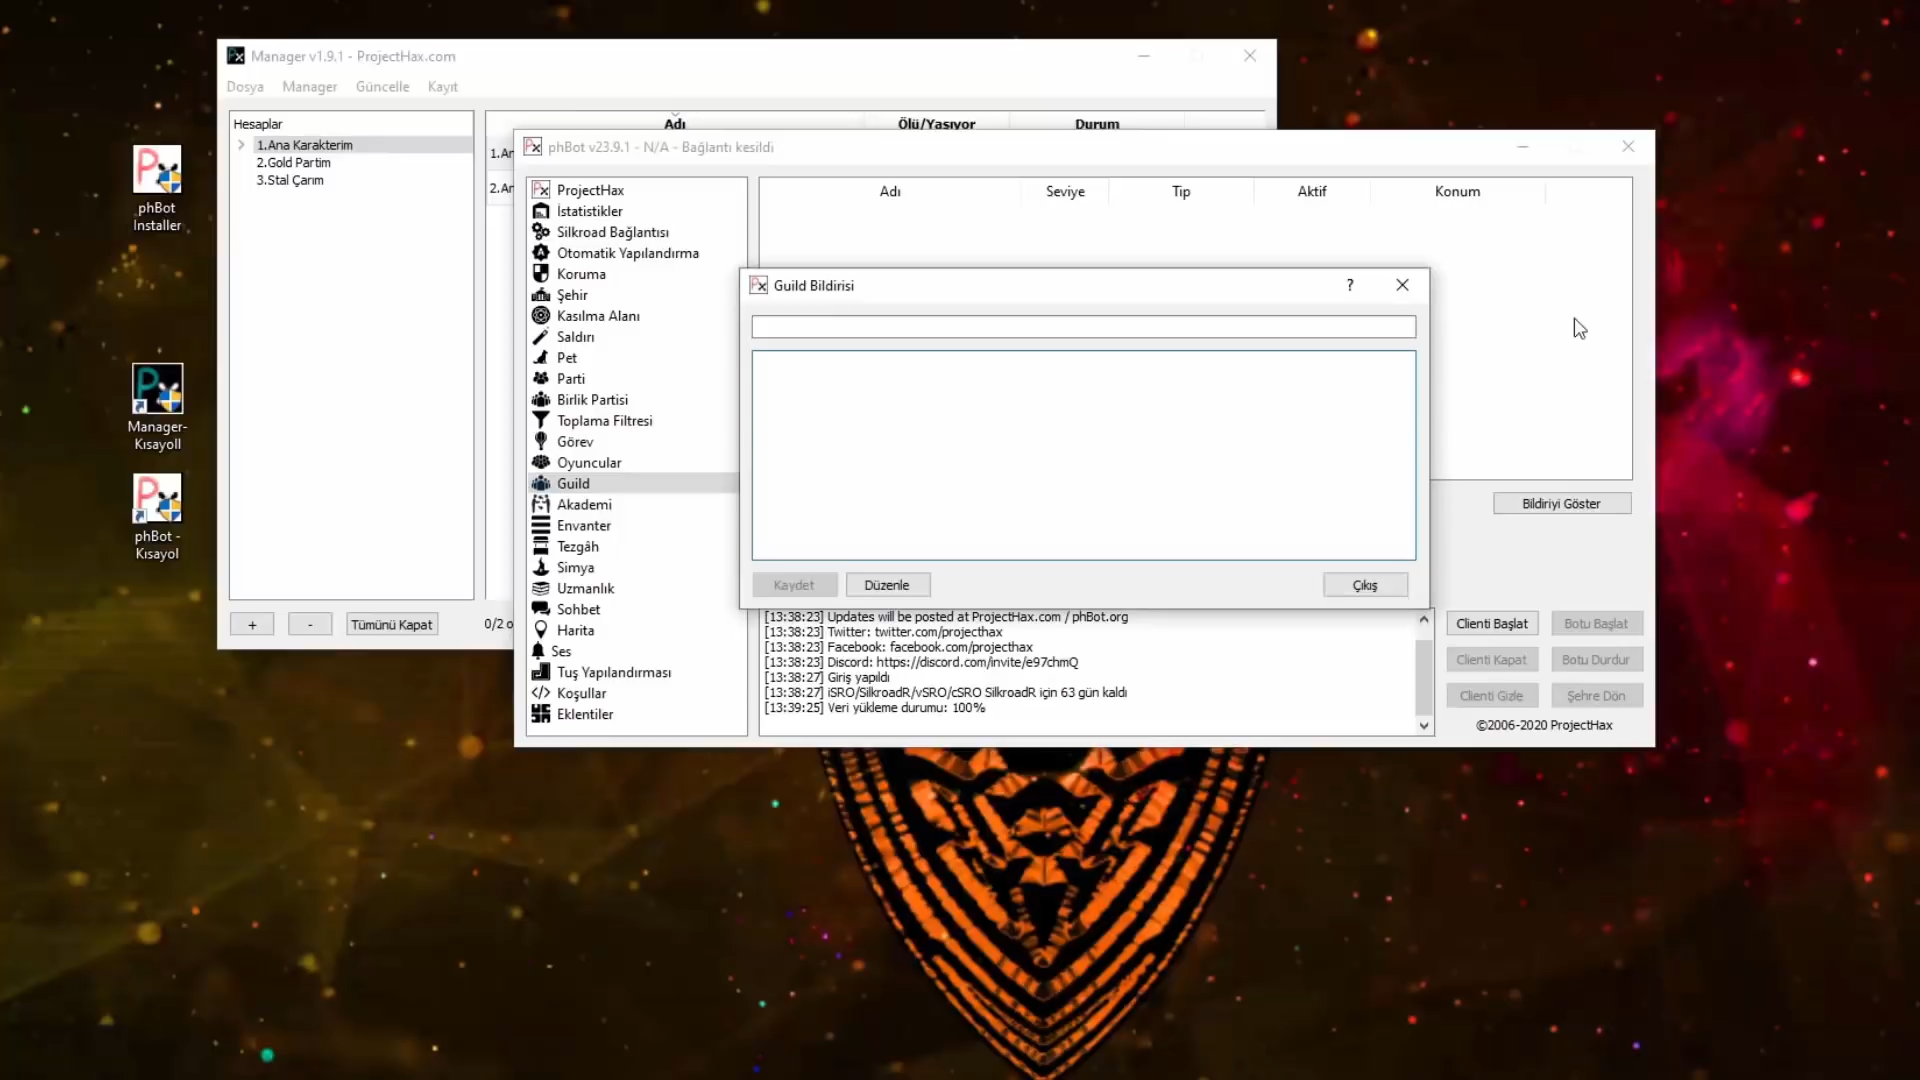 phBot
Installer
Manager-
Kısayoll
phBot -
Kısayol
Manager v1.9.1 - ProjectHax.com
Dosya Manager Güncelle Kayıt
Hesaplar
1.Ana Karakterim
2.Gold Partim
3.Stal Çarım
Adı Ölü/Yaşıyor Durum
1.An
2.An
+ - Tümünü Kapat 0/2 o
phBot v23.9.1 - N/A - Bağlantı kesildi
ProjectHax
İstatistikler
Silkroad Bağlantısı
Otomatik Yapılandırma
Koruma
Şehir
Kasılma Alanı
Saldırı
Pet
Parti
Birlik Partisi
Toplama Filtresi
Görev
Oyuncular
Guild
Akademi
Envanter
Tezgâh
Simya
Uzmanlık
Sohbet
Harita
Ses
Tuş Yapılandırması
Koşullar
Eklentiler
Adı Seviye Tip Aktif Konum
Guild Bildirisi
?
Kaydet Düzenle Çıkış
Bildiriyi Göster
[13:38:23] Updates will be posted at ProjectHax.com / phBot.org
[13:38:23] Twitter: twitter.com/projecthax
[13:38:23] Facebook: facebook.com/projecthax
[13:38:23] Discord: https://discord.com/invite/e97chmQ
[13:38:27] Giriş yapıldı
[13:38:27] iSRO/SilkroadR/vSRO/cSRO SilkroadR için 63 gün kaldı
[13:39:25] Veri yükleme durumu: 100%
Clienti Başlat Botu Başlat
Clienti Kapat Botu Durdur
Clienti Gizle Şehre Dön
©2006-2020 ProjectHax